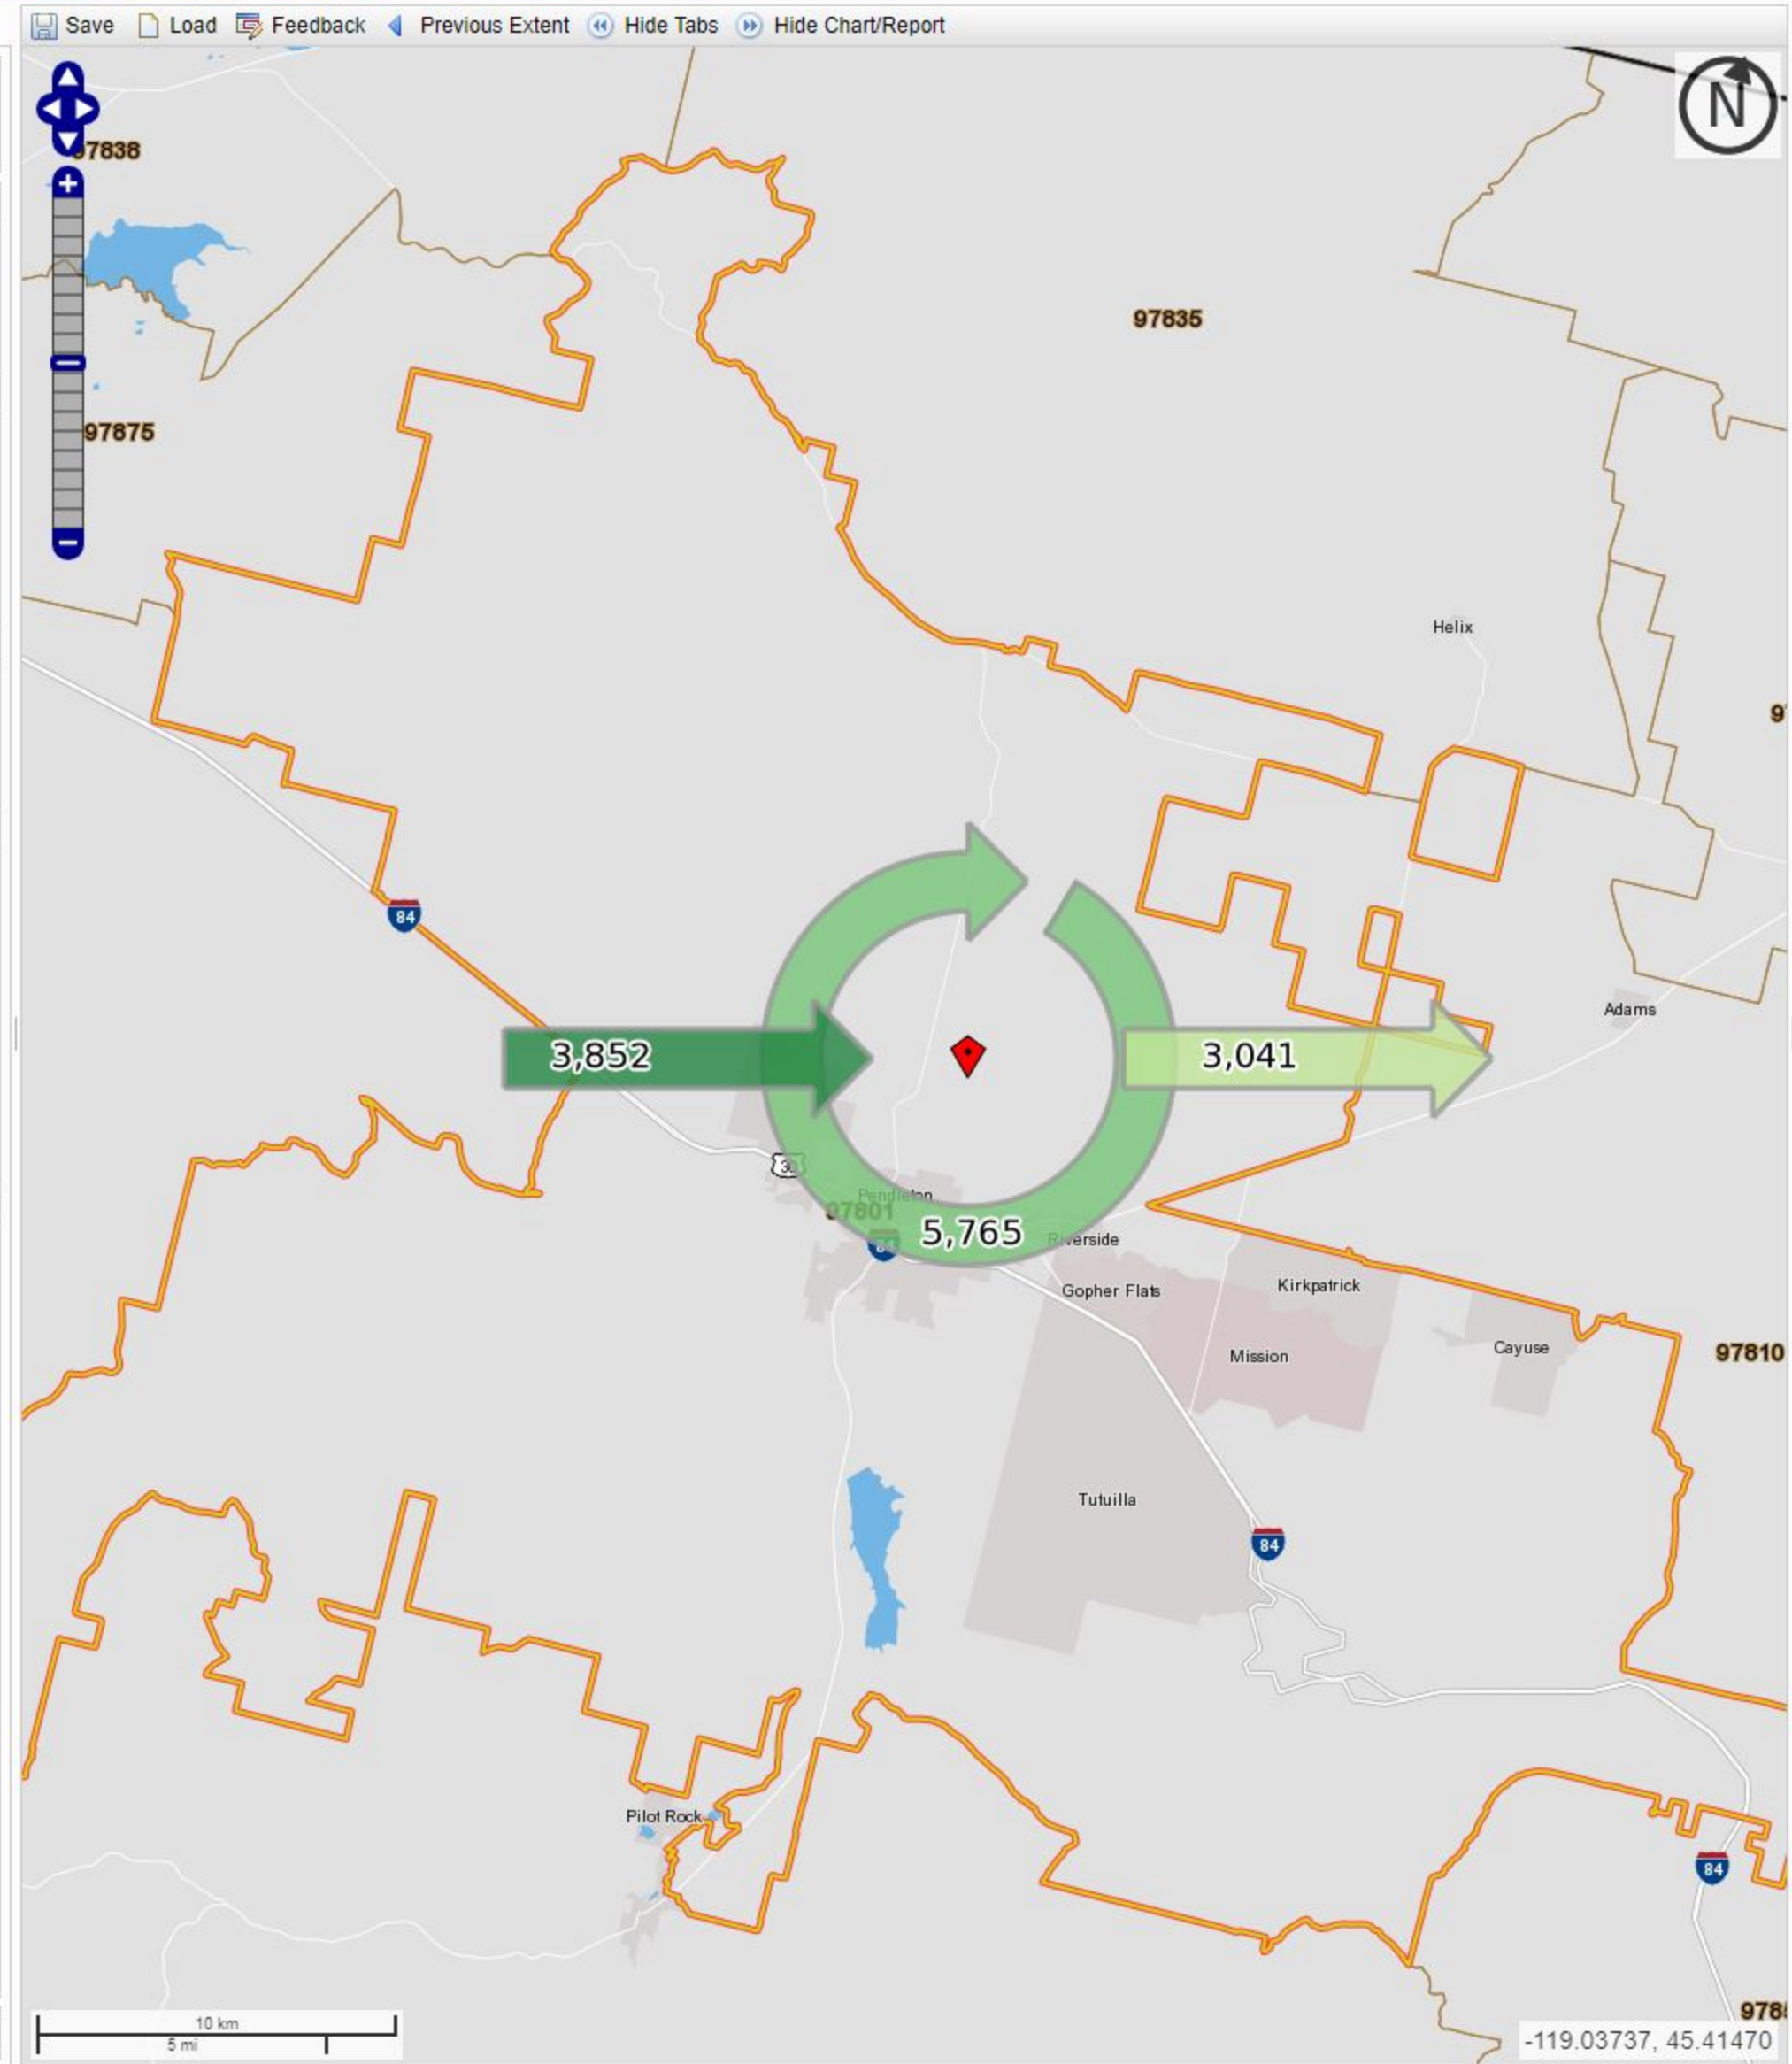 Save Load Feedback Previous Extent Hide Tabs Hide Chart/Report
N
97838
97835
97875
Helix
84
Adams
3,852
3,041
30
Pendleton
97801
5,765
84
Riverside
Gopher Flats
Kirkpatrick
Mission
Cayuse
97810
Tutuilla
84
Pilot Rock
84
10 km
5 mi
-119.03737, 45.41470